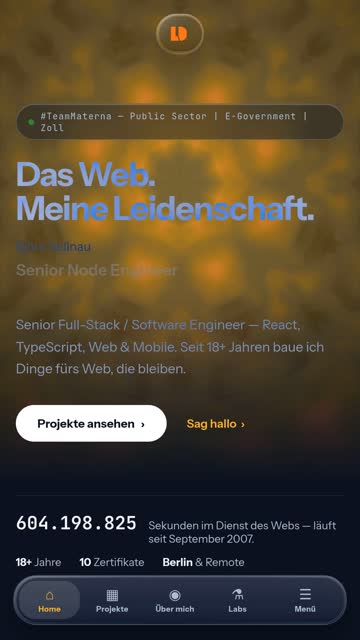 #TeamMaterna — Public Sector | E-Government |
Zoll
Das Web.
Meine Leidenschaft.
Senior Node Engineer
Senior Full-Stack / Software Engineer — React,
TypeScript, Web & Mobile. Seit 18+ Jahren baue ich
Dinge fürs Web, die bleiben.
Projekte ansehen ›
Sag hallo ›
604.198.825 Sekunden im Dienst des Webs — läuft
seit September 2007.
18+ Jahre 10 Zertifikate Berlin & Remote
Home Projekte Über mich Labs Menü